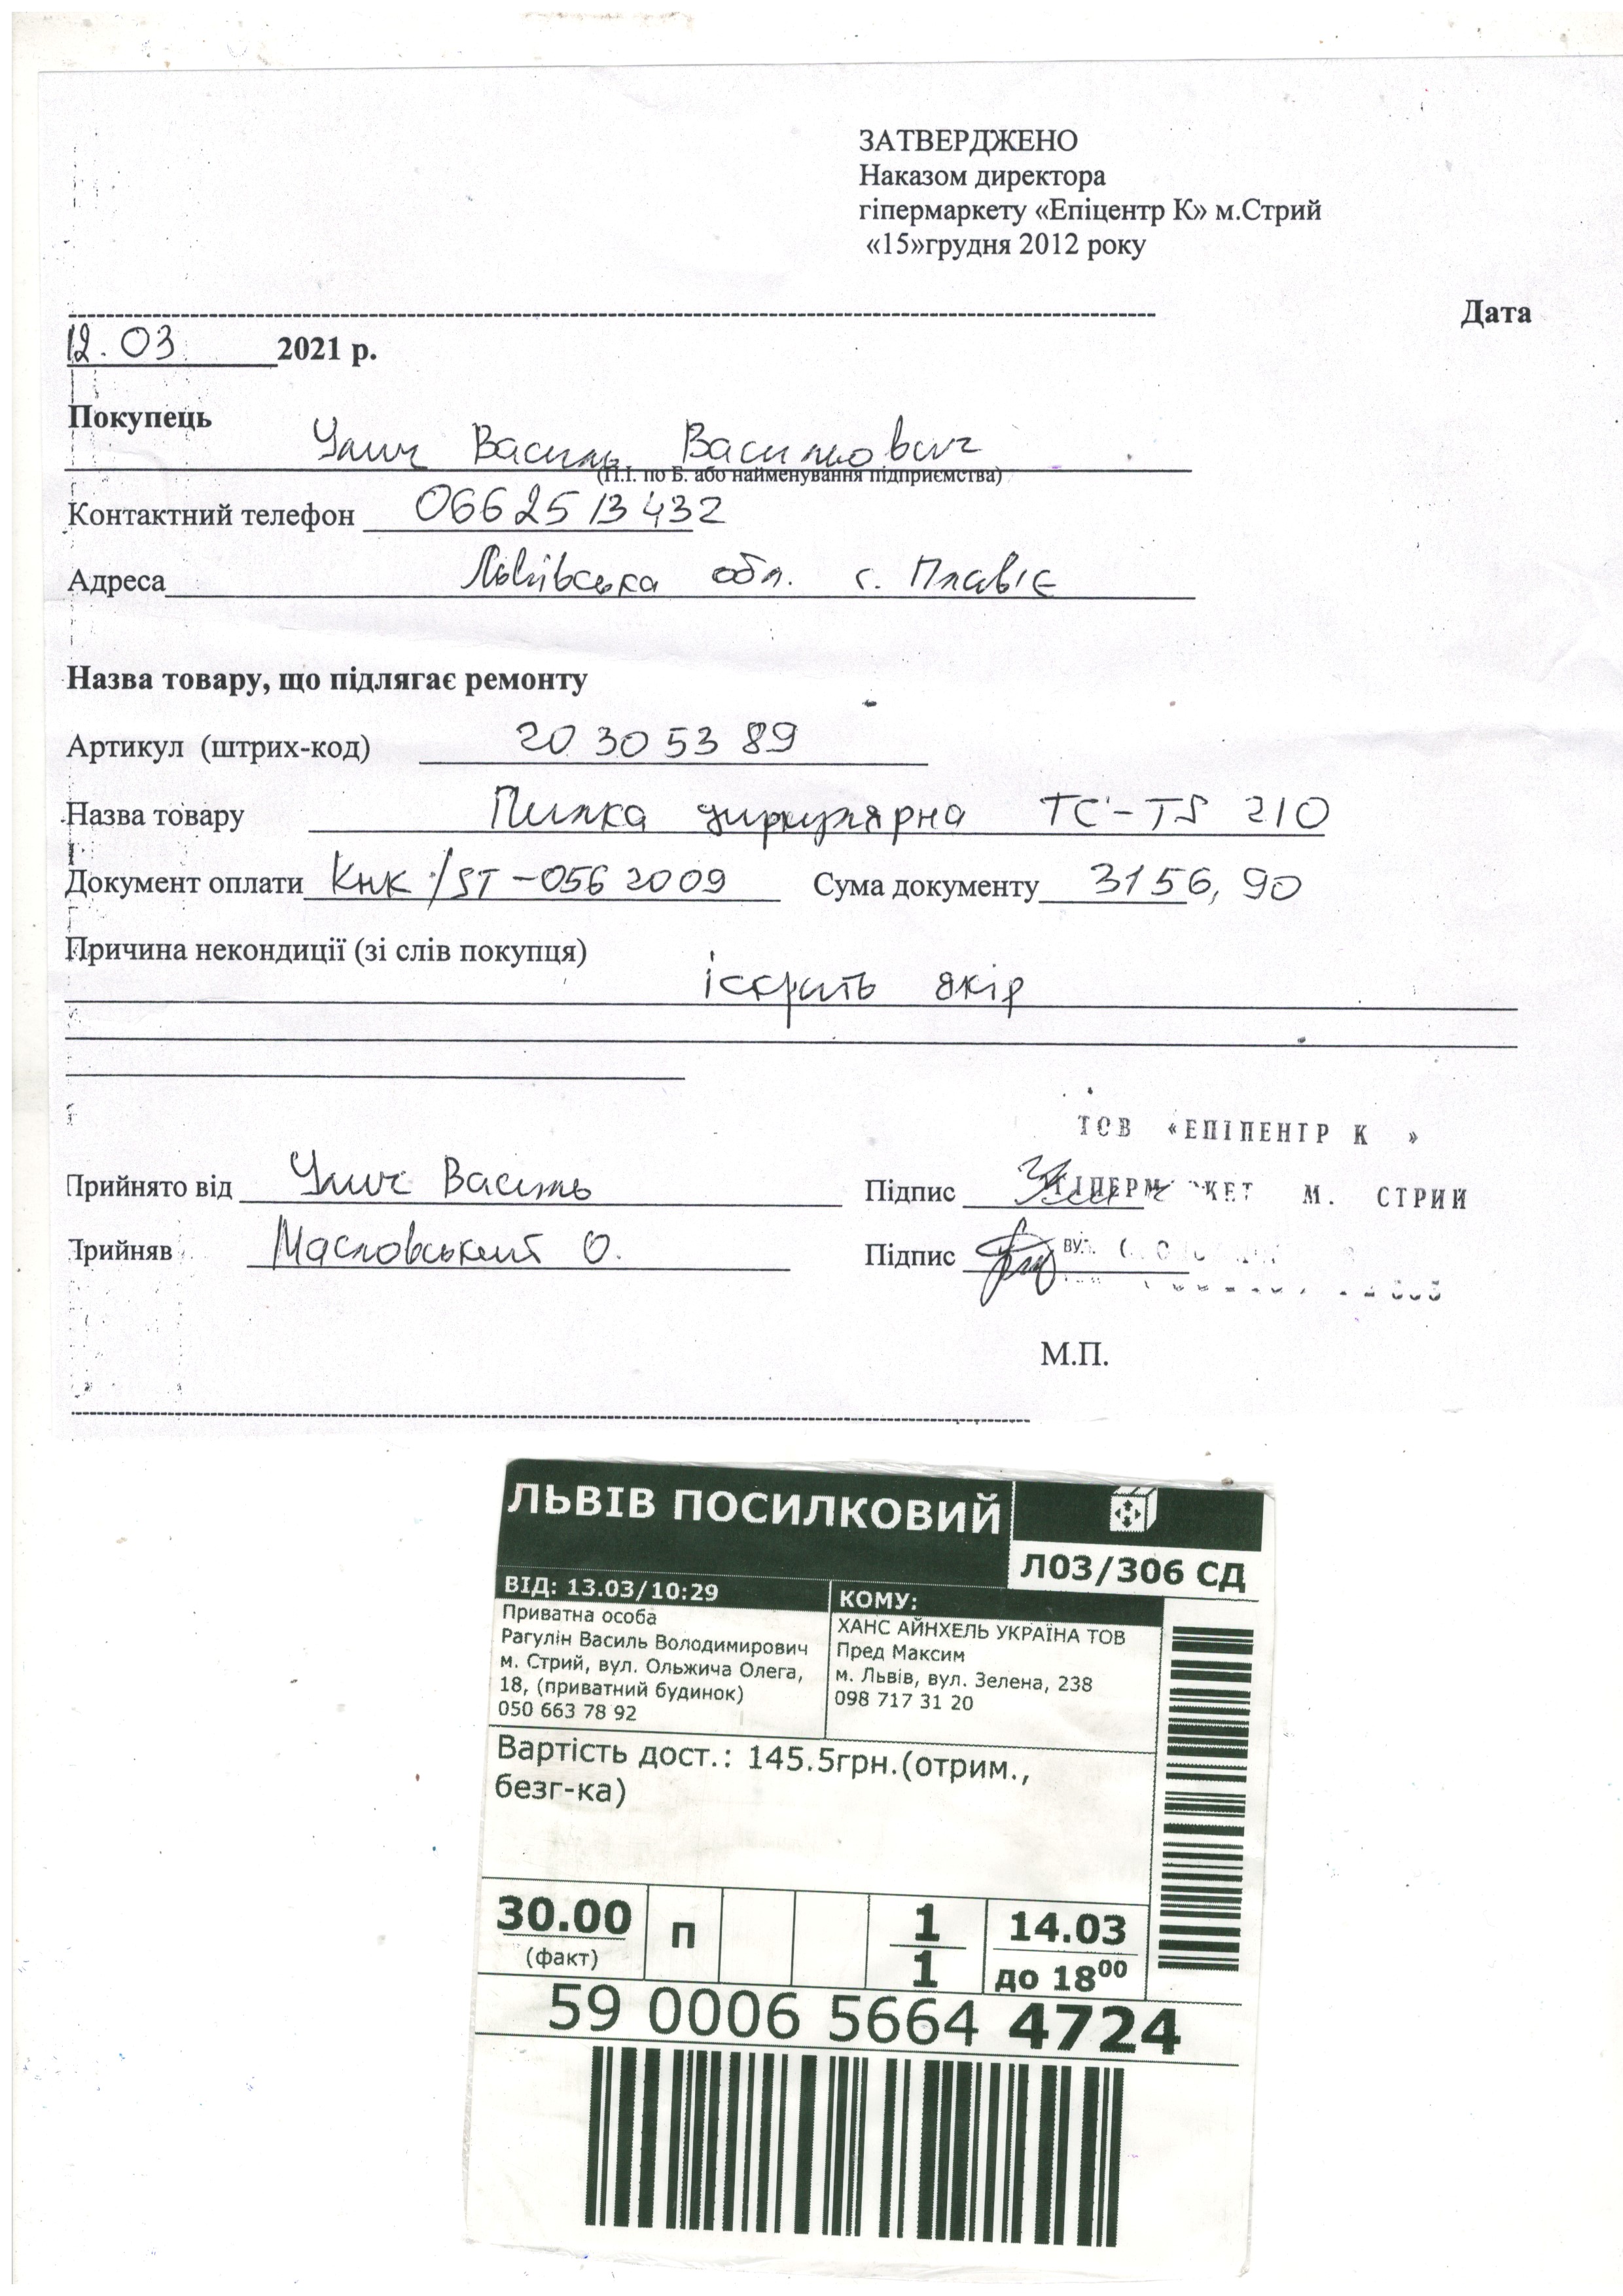 ЗАТВЕРДЖЕНО
Наказом директора
гіпермаркету «Епіцентр К» м.Стрий
«15»грудня 2012 року
Дата
12.03 2021 р.
Покупець
Улич Василь Васильович
(П.І. по Б. або найменування підприємства)
Контактний телефон 0662513432
Адреса Львівська обл. с. Плавіє
Назва товару, що підлягає ремонту
Артикул (штрих-код) 20305389
Назва товару Пилка циркулярна TC-TS 210
Документ оплати Кнк/ST-0562009 Сума документу 3156,90
Причина некондиції (зі слів покупця)
іскрить якір
ТОВ «ЕПІЦЕНТР К »
Прийнято від Улич Василь Підпис
М. СТРИЙ
Прийняв Масловський О. Підпис
ВУЛ.
М.П.
ЛЬВІВ ПОСИЛКОВИЙ
Л03/306 СД
ВІД: 13.03/10:29
Приватна особа
Рагулін Василь Володимирович
м. Стрий, вул. Ольжича Олега,
18, (приватний будинок)
050 663 78 92
КОМУ:
ХАНС АЙНХЕЛЬ УКРАЇНА ТОВ
Пред Максим
м. Львів, вул. Зелена, 238
098 717 31 20
Вартість дост.: 145.5грн.(отрим.,
безг-ка)
30.00
(факт)
П
1
1
14.03
до 18⁰⁰
59 0006 5664 4724